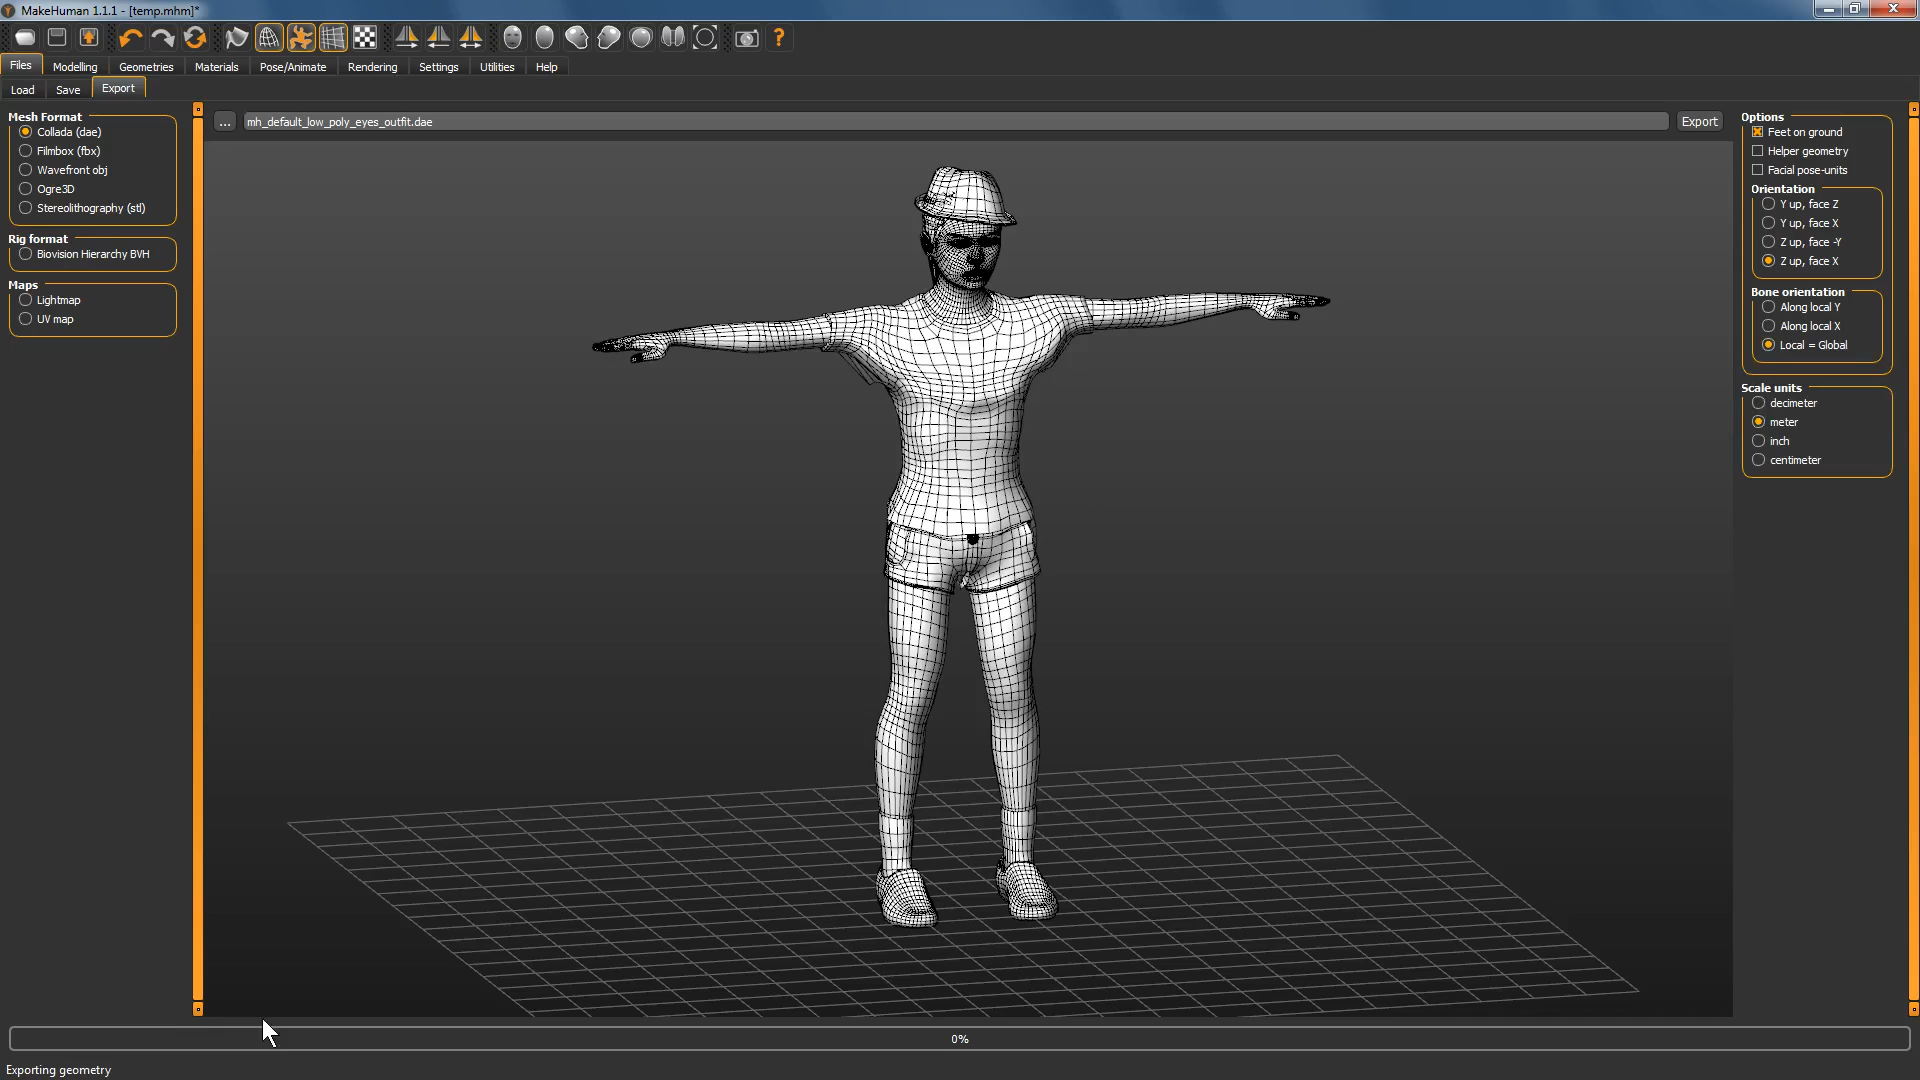 MakeHuman 1.1.1 - [temp.mhm]*
?
Files Modelling Geometries Materials Pose/Animate Rendering Settings Utilities Help
Load Save Export
... mh_default_low_poly_eyes_outfit.dae Export
Mesh Format
Collada (dae)
Filmbox (fbx)
Wavefront obj
Ogre3D
Stereolithography (stl)
Rig format
Biovision Hierarchy BVH
Maps
Lightmap
UV map
Options
Feet on ground
Helper geometry
Facial pose-units
Orientation
Y up, face Z
Y up, face X
Z up, face -Y
Z up, face X
Bone orientation
Along local Y
Along local X
Local = Global
Scale units
decimeter
meter
inch
centimeter
0%
Exporting geometry